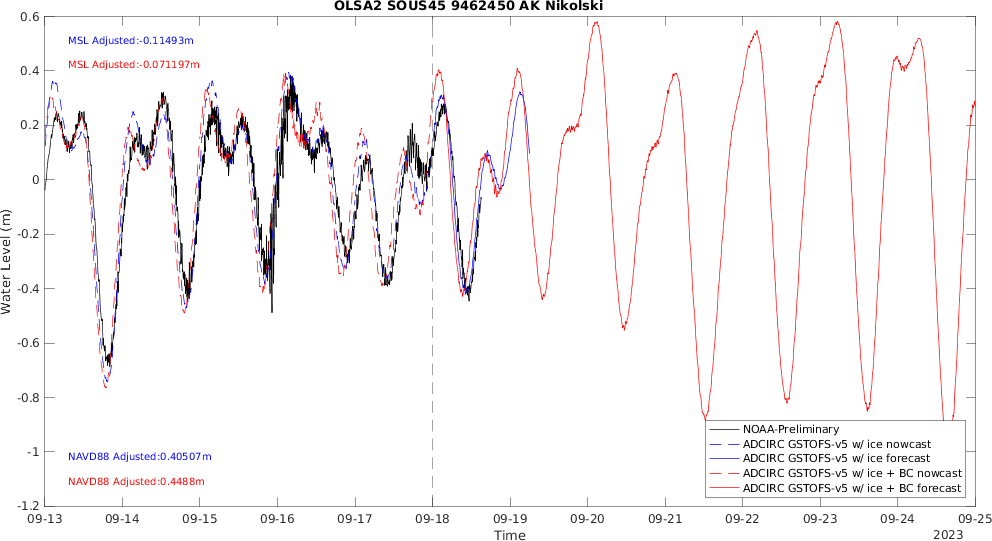 OLSA2 SOUS45 9462450 AK Nikolski
MSL Adjusted:-0.11493m
MSL Adjusted:-0.071197m
0.6
0.4
0.2
0
-0.2
-0.4
-0.6
-0.8
-1
-1.2
Water Level (m)
NAVD88 Adjusted:0.40507m
NAVD88 Adjusted:0.4488m
NOAA-Preliminary
ADCIRC GSTOFS-v5 w/ ice nowcast
ADCIRC GSTOFS-v5 w/ ice forecast
ADCIRC GSTOFS-v5 w/ ice + BC nowcast
ADCIRC GSTOFS-v5 w/ ice + BC forecast
09-13 09-14 09-15 09-16 09-17 09-18 09-19 09-20 09-21 09-22 09-23 09-24 09-25
Time
2023